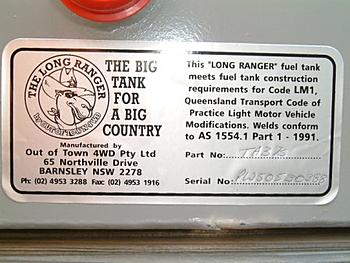 THE LONG RANGER
THE BIG
TANK
FOR
A BIG
COUNTRY
Manufactured by
Out of Town 4WD Pty Ltd
65 Northville Drive
BARNSLEY NSW 2278
Ph: (02) 4953 3288 Fax: (02) 4953 1916
This "LONG RANGER" fuel tank
meets fuel tank construction
requirements for Code LM1,
Queensland Transport Code of
Practice Light Motor Vehicle
Modifications. Welds conform
to AS 1554.1 Part 1 - 1991.
Part No:
Serial No: